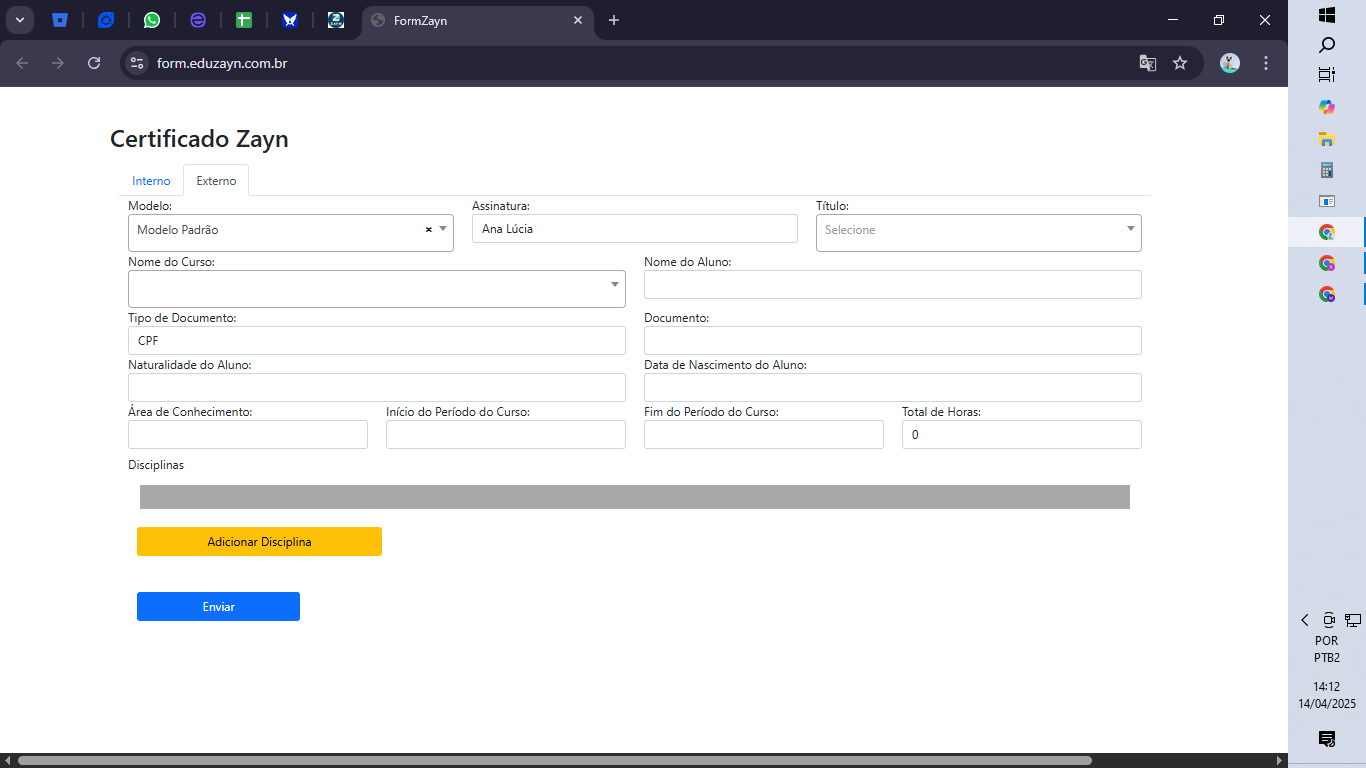 FormZayn
form.eduzayn.com.br
Certificado Zayn
Interno Externo
Modelo: Assinatura: Título:
Modelo Padrão × Ana Lúcia Selecione
Nome do Curso: Nome do Aluno:
Tipo de Documento: Documento:
CPF
Naturalidade do Aluno: Data de Nascimento do Aluno:
Área de Conhecimento: Início do Período do Curso: Fim do Período do Curso: Total de Horas:
0
Disciplinas
Adicionar Disciplina
Enviar
POR
PTB2
14:12
14/04/2025